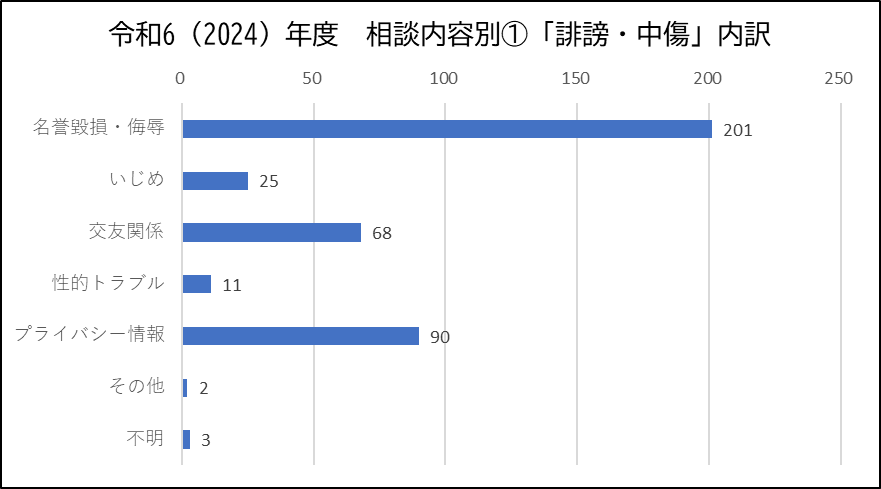 令和6（2024）年度　相談内容別①「誹謗・中傷」内訳
0 50 100 150 200 250
名誉毀損・侮辱 201
いじめ 25
交友関係 68
性的トラブル 11
プライバシー情報 90
その他 2
不明 3